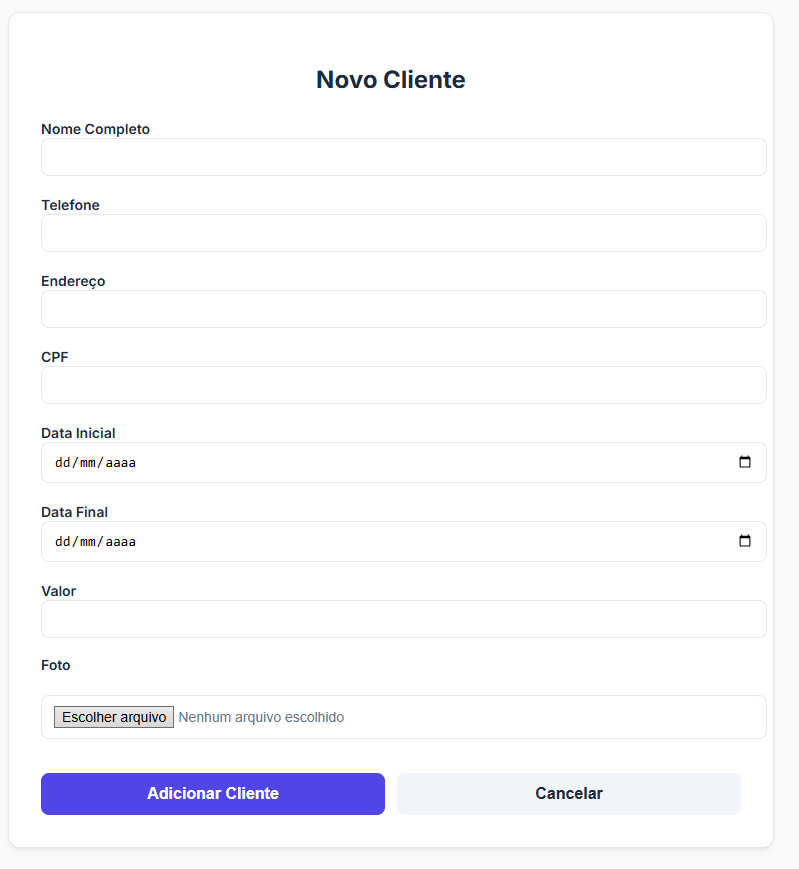 Novo Cliente
Nome Completo
Telefone
Endereço
CPF
Data Inicial
dd/mm/aaaa
Data Final
dd/mm/aaaa
Valor
Foto
Escolher arquivo Nenhum arquivo escolhido
Adicionar Cliente Cancelar